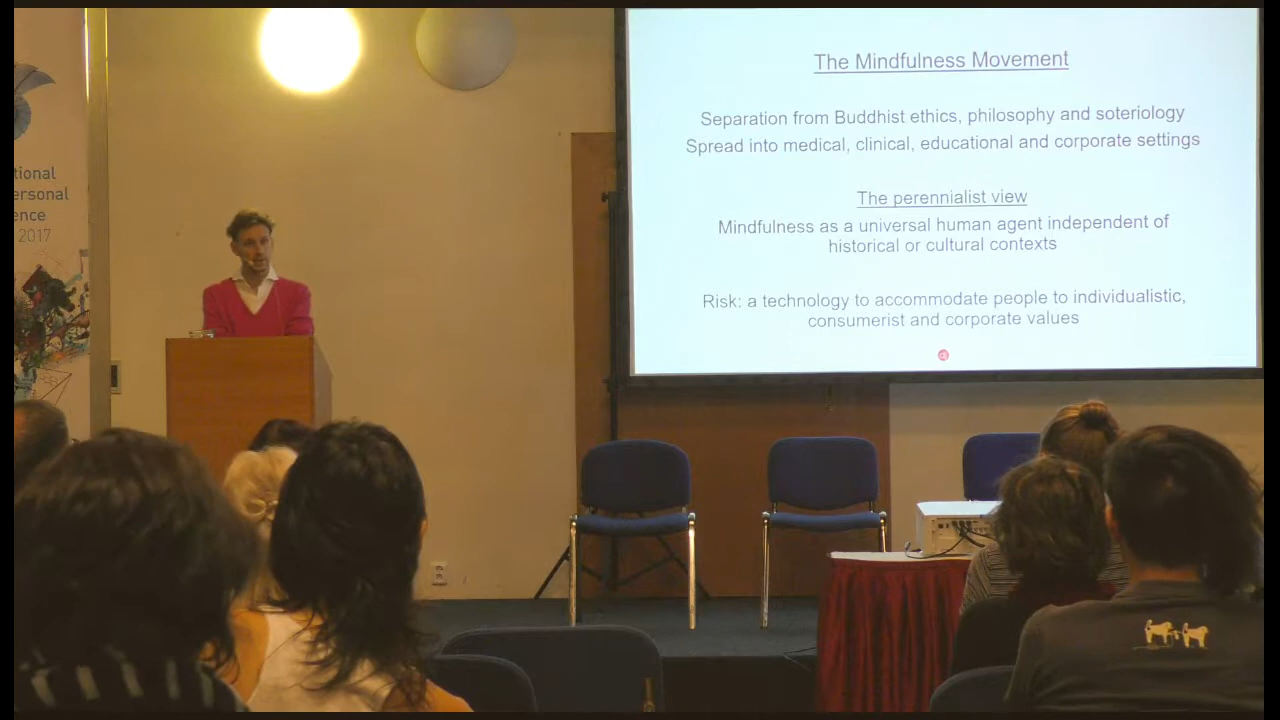 tional
ersonal
ence
2017
The Mindfulness Movement
Separation from Buddhist ethics, philosophy and soteriology
Spread into medical, clinical, educational and corporate settings
The perennialist view
Mindfulness as a universal human agent independent of
historical or cultural contexts
Risk: a technology to accommodate people to individualistic,
consumerist and corporate values